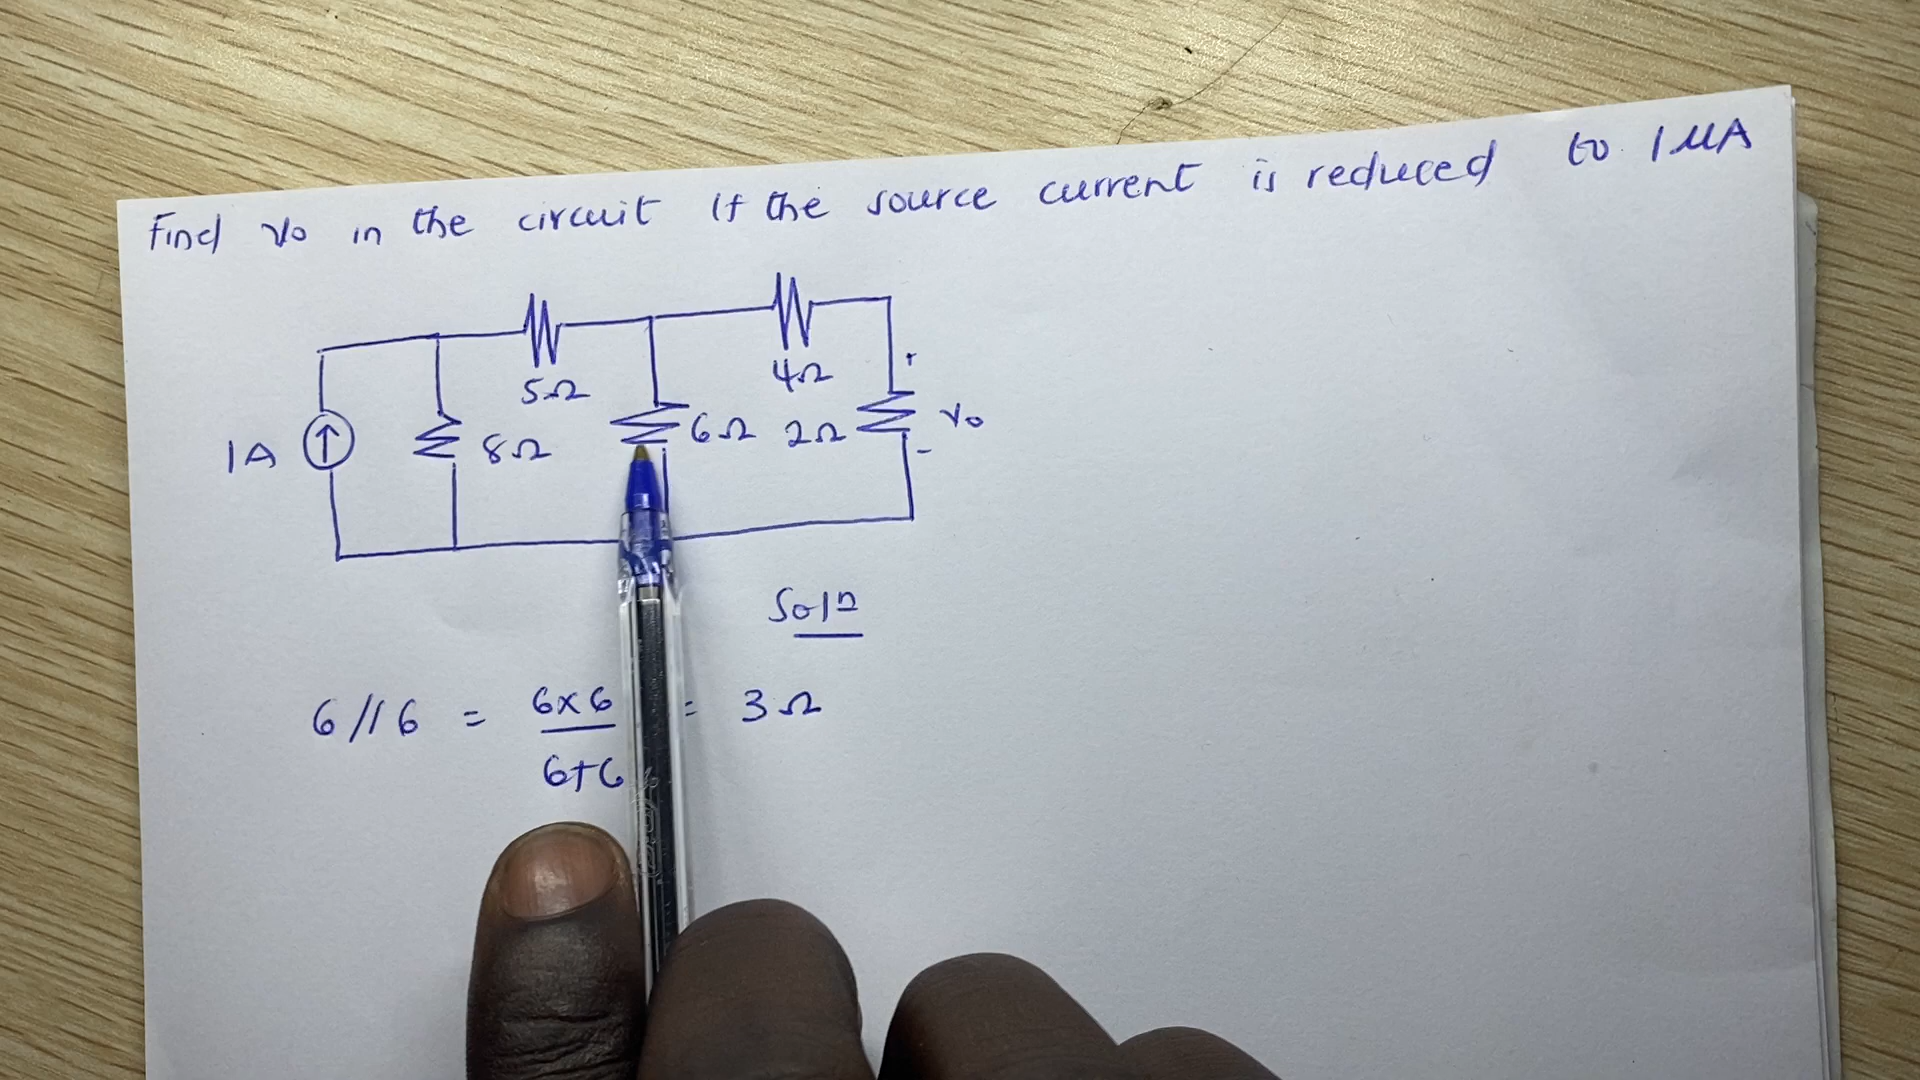 Find vo in the circuit if the source current is reduced to 1μA
5Ω
4Ω
+
1A
8Ω
6Ω
2Ω
vo
-
Soln
6//6 = 6x6 = 3Ω
6+6